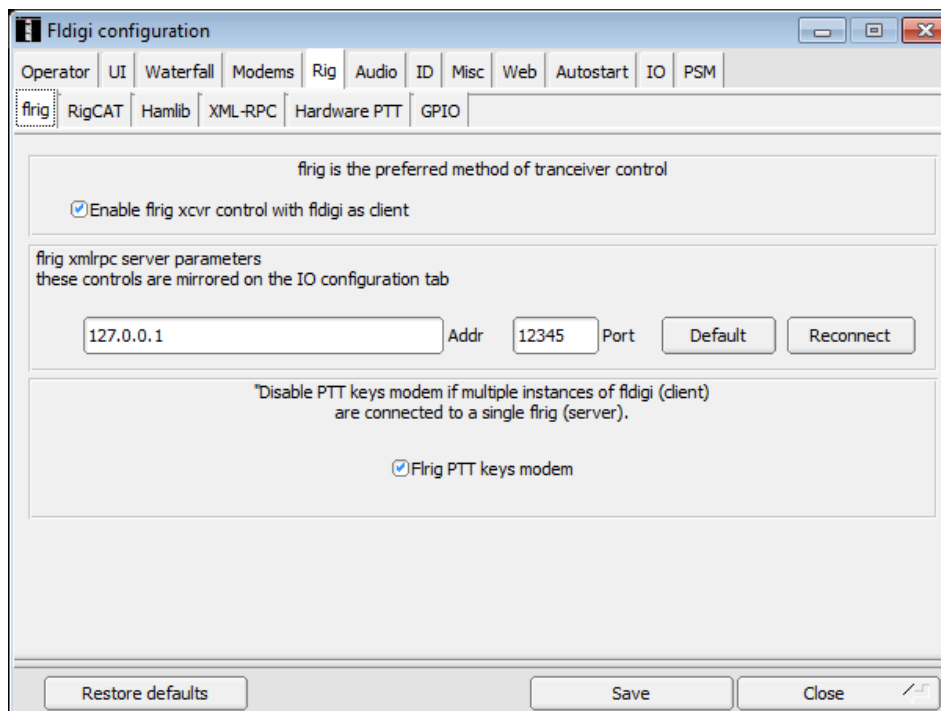 Fldigi configuration
Operator UI Waterfall Modems Rig Audio ID Misc Web Autostart IO PSM
flrig RigCAT Hamlib XML-RPC Hardware PTT GPIO
flrig is the preferred method of tranceiver control
Enable flrig xcvr control with fldigi as client
flrig xmlrpc server parameters
these controls are mirrored on the IO configuration tab
127.0.0.1 Addr 12345 Port Default Reconnect
"Disable PTT keys modem if multiple instances of fldigi (client)
are connected to a single flrig (server).
Flrig PTT keys modem
Restore defaults Save Close